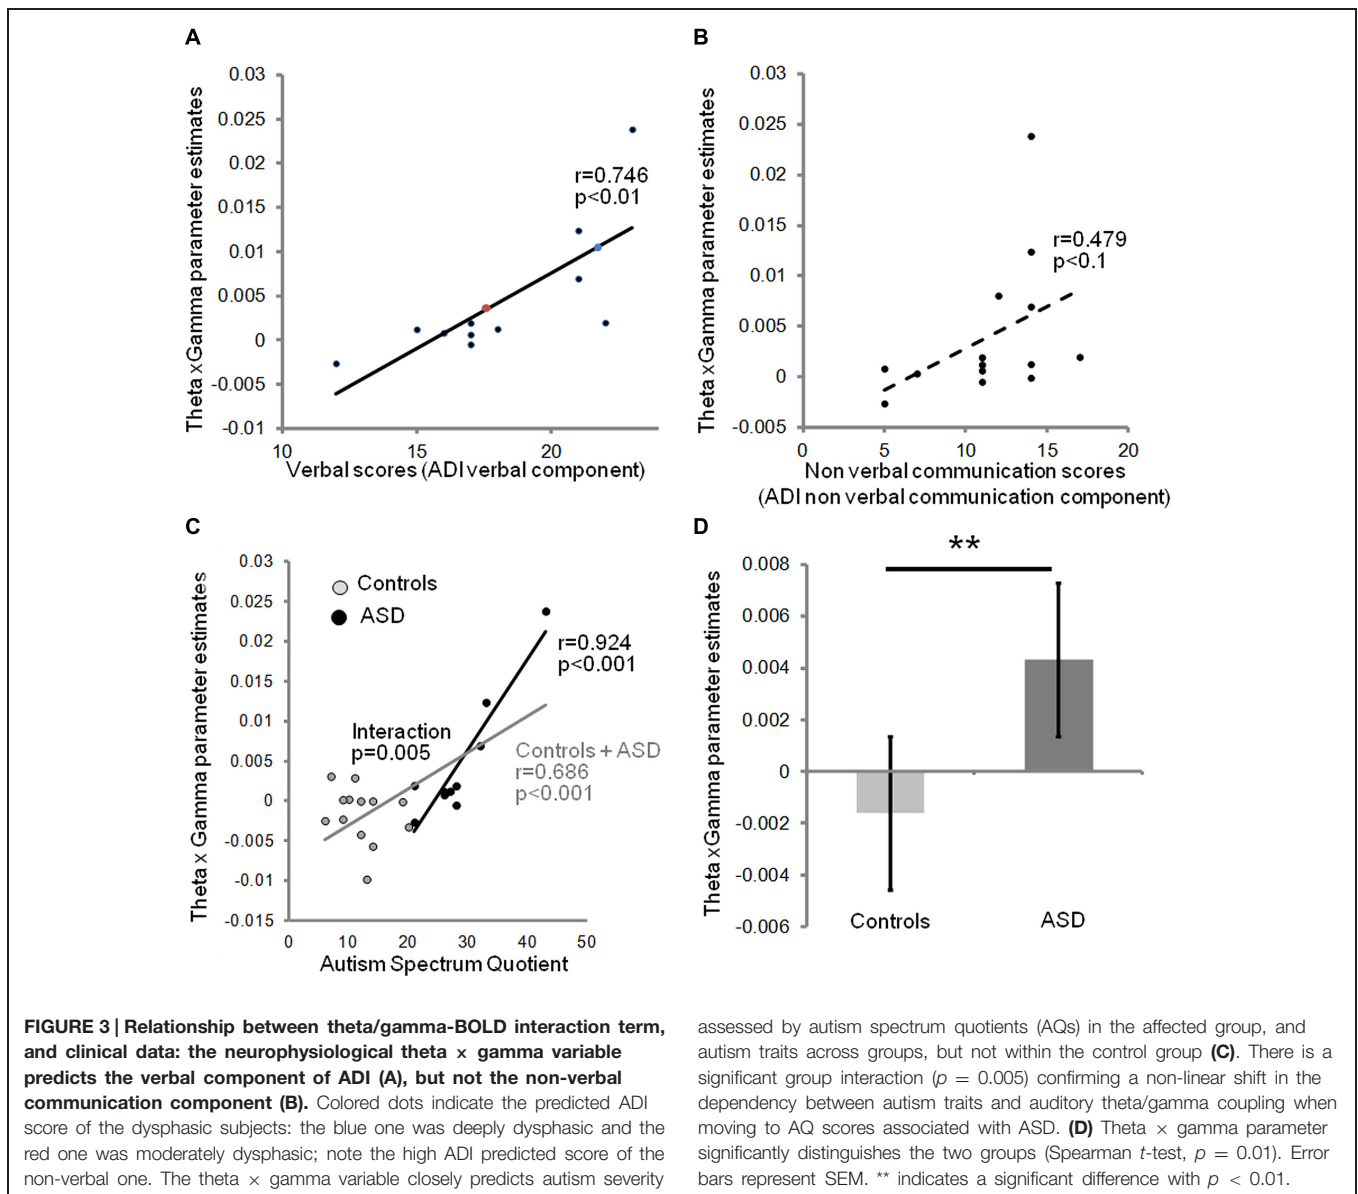 A
0.03
0.025
0.02
0.015
0.01
0.005
0
-0.005
-0.01
Theta xGamma parameter estimates
r=0.746
p<0.01
10
15
20
Verbal scores (ADI verbal component)
B
0.03
0.025
0.02
0.015
0.01
0.005
0
-0.005
Theta xGamma parameter estimates
r=0.479
p<0.1
0
5
10
15
20
Non verbal communication scores
(ADI non verbal communication component)
C
0.03
0.025
0.02
0.015
0.01
0.005
0
-0.005
-0.01
-0.015
Theta x Gamma parameter estimates
Controls
ASD
r=0.924
p<0.001
Interaction
p=0.005
Controls + ASD
r=0.686
p<0.001
0
10
20
30
40
50
Autism Spectrum Quotient
D
**
0.008
0.006
0.004
0.002
0
-0.002
-0.004
-0.006
Theta xGamma parameter estimates
Controls
ASD
FIGURE 3 | Relationship between theta/gamma-BOLD interaction term,
and clinical data: the neurophysiological theta × gamma variable
predicts the verbal component of ADI (A), but not the non-verbal
communication component (B). Colored dots indicate the predicted ADI
score of the dysphasic subjects: the blue one was deeply dysphasic and the
red one was moderately dysphasic; note the high ADI predicted score of the
non-verbal one. The theta × gamma variable closely predicts autism severity
assessed by autism spectrum quotients (AQs) in the affected group, and
autism traits across groups, but not within the control group (C). There is a
significant group interaction (p = 0.005) confirming a non-linear shift in the
dependency between autism traits and auditory theta/gamma coupling when
moving to AQ scores associated with ASD. (D) Theta × gamma parameter
significantly distinguishes the two groups (Spearman t-test, p = 0.01). Error
bars represent SEM. ** indicates a significant difference with p < 0.01.